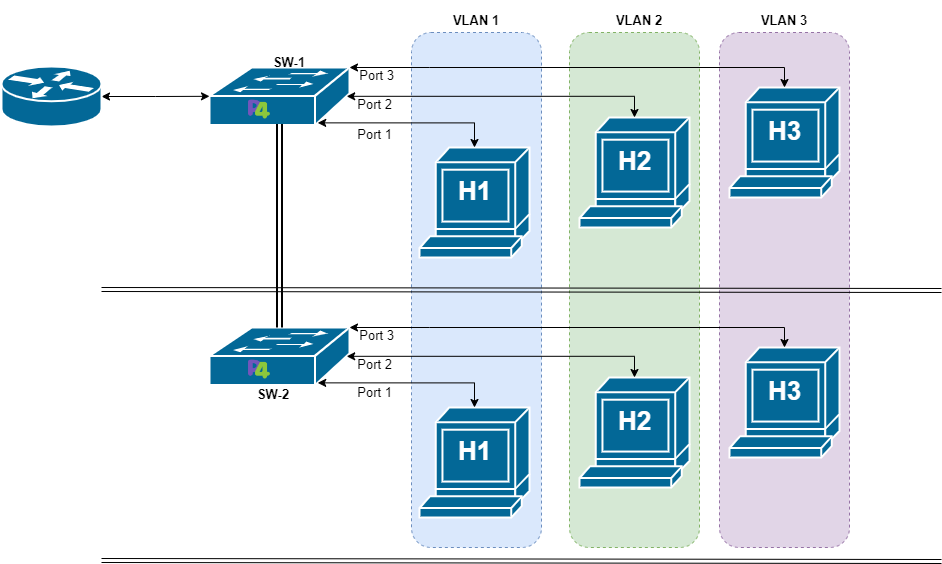 VLAN 1
VLAN 2
VLAN 3
SW-1
Port 3
Port 2
Port 1
P4
H1
H2
H3
Port 3
Port 2
Port 1
P4
SW-2
H1
H2
H3